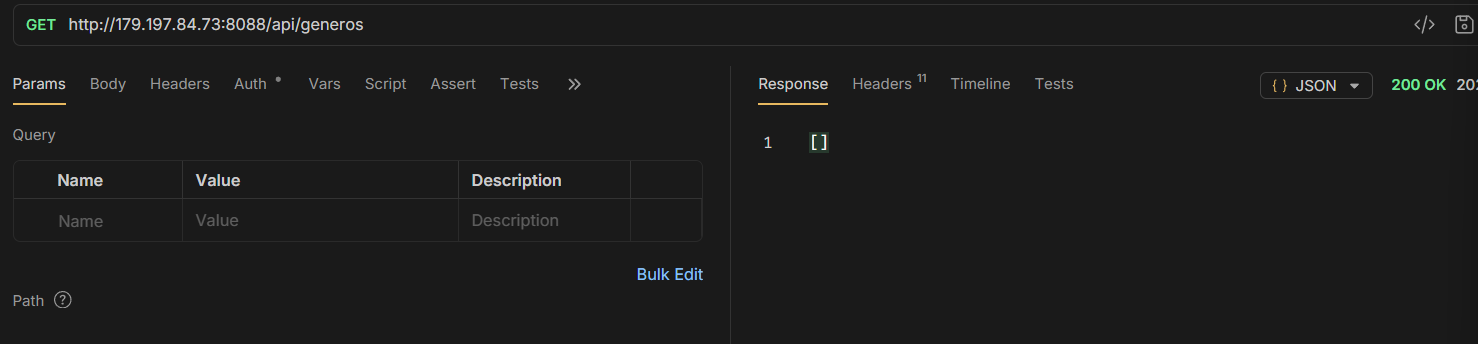 GET http://179.197.84.73:8088/api/generos
Params Body Headers Auth Vars Script Assert Tests
Query
Name Value Description
Name Value Description
Bulk Edit
Path ?
Response Headers 11 Timeline Tests { } JSON 200 OK 202
1 []